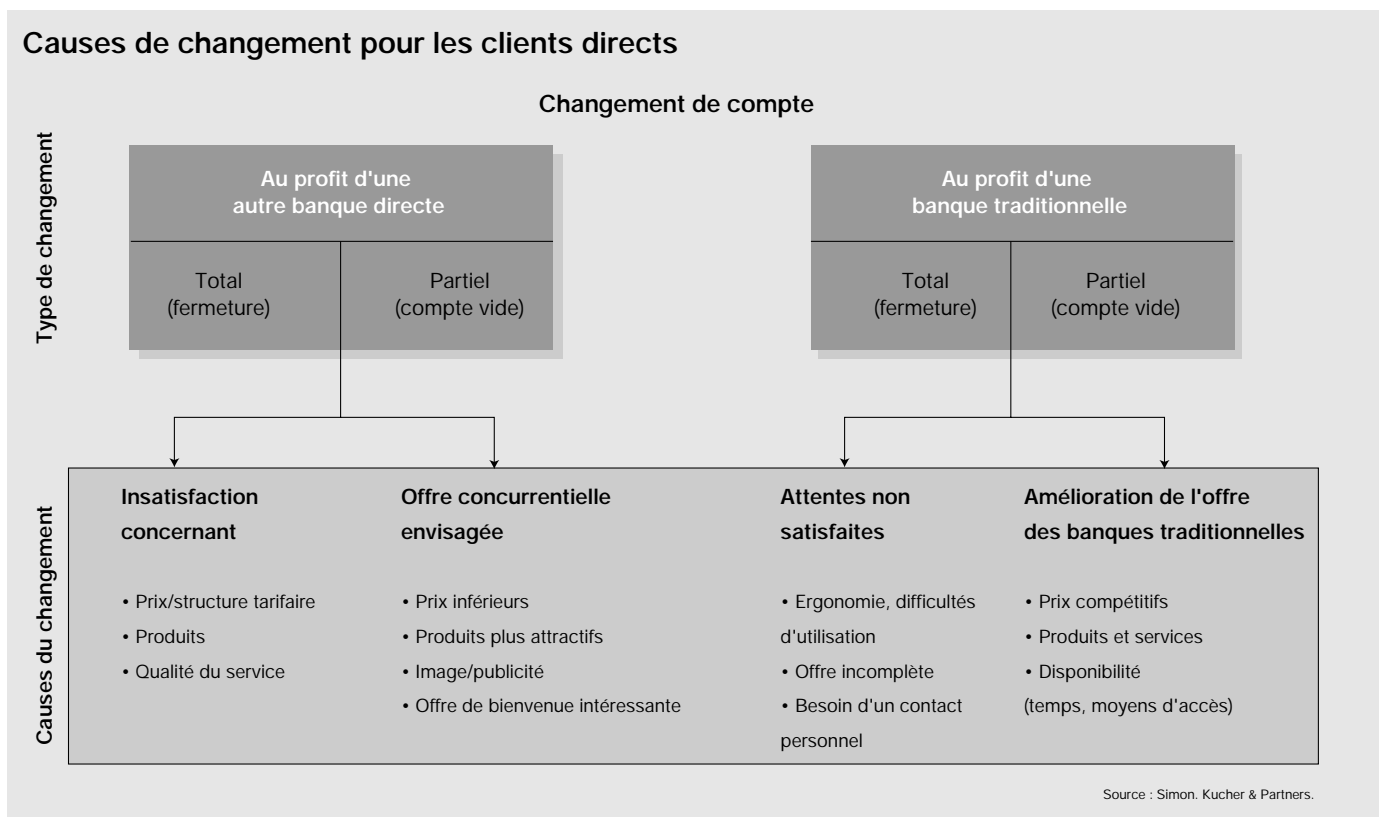 Causes de changement pour les clients directs
Changement de compte
Type de changement
Au profit d'une
autre banque directe
Total
(fermeture)
Partiel
(compte vide)
Au profit d'une
banque traditionnelle
Total
(fermeture)
Partiel
(compte vide)
Causes du changement
Insatisfaction
concernant
• Prix/structure tarifaire
• Produits
• Qualité du service
Offre concurrentielle
envisagée
• Prix inférieurs
• Produits plus attractifs
• Image/publicité
• Offre de bienvenue intéressante
Attentes non
satisfaites
• Ergonomie, difficultés
d'utilisation
• Offre incomplète
• Besoin d'un contact
personnel
Amélioration de l'offre
des banques traditionnelles
• Prix compétitifs
• Produits et services
• Disponibilité
(temps, moyens d'accès)
Source : Simon. Kucher & Partners.